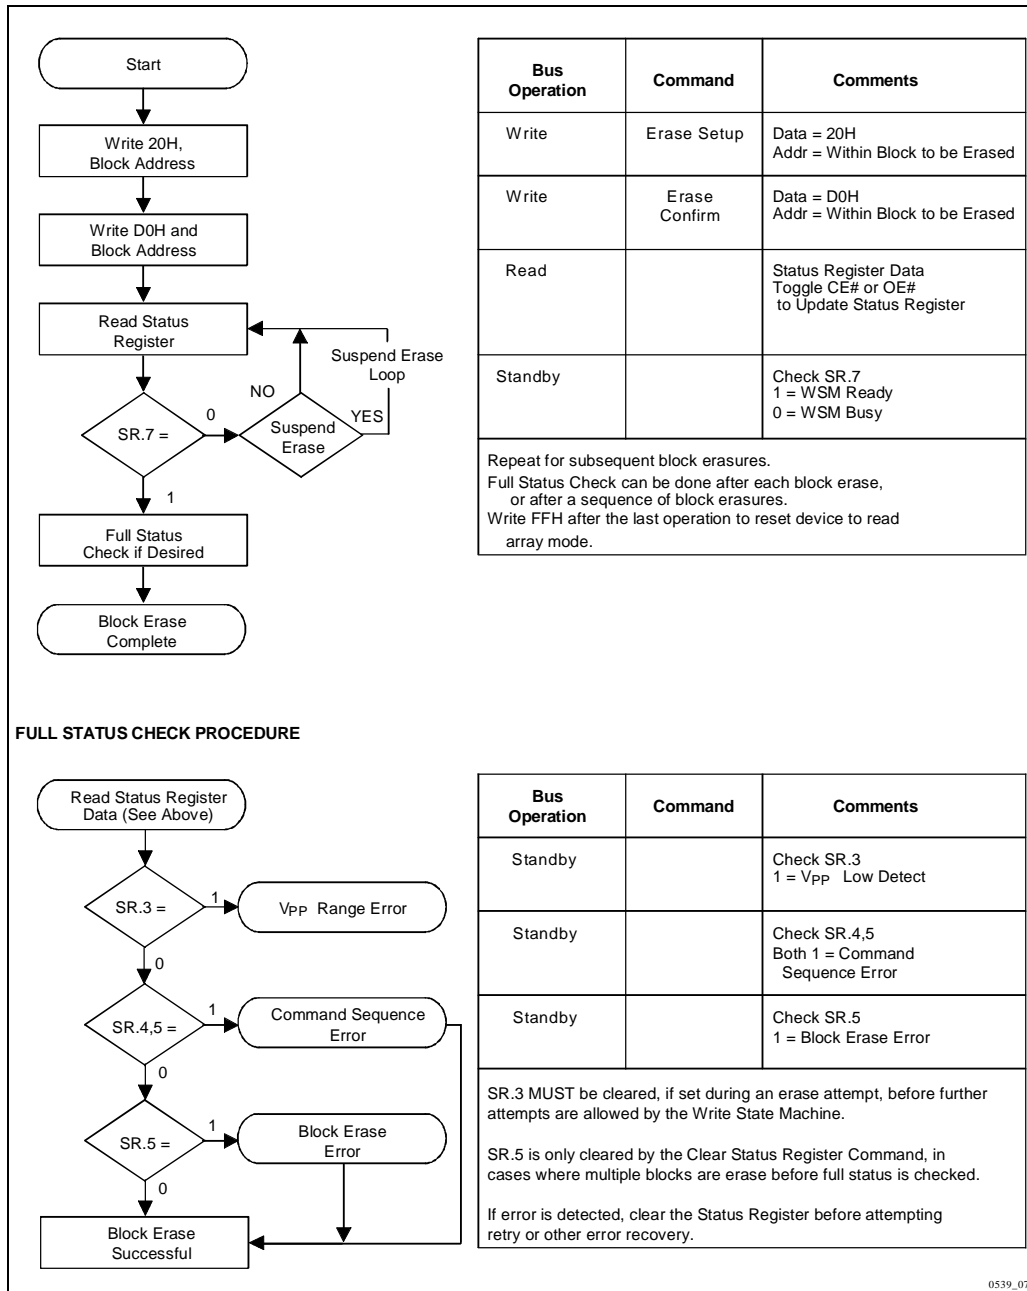 Start
Write 20H,
Block Address
Write D0H and
Block Address
Read Status
Register
Suspend Erase
Loop
NO
YES
0
SR.7 =
Suspend
Erase
1
Full Status
Check if Desired
Block Erase
Complete
Bus
Operation
Command
Comments
Write
Erase Setup
Data = 20H
Addr = Within Block to be Erased
Write
Erase
Confirm
Data = D0H
Addr = Within Block to be Erased
Read
Status Register Data
Toggle CE# or OE#
to Update Status Register
Standby
Check SR.7
1 = WSM Ready
0 = WSM Busy
Repeat for subsequent block erasures.
Full Status Check can be done after each block erase,
or after a sequence of block erasures.
Write FFH after the last operation to reset device to read
array mode.
FULL STATUS CHECK PROCEDURE
Read Status Register
Data (See Above)
SR.3 =
1
VPP Range Error
0
SR.4,5 =
1
Command Sequence
Error
0
SR.5 =
1
Block Erase
Error
0
Block Erase
Successful
Bus
Operation
Command
Comments
Standby
Check SR.3
1 = VPP Low Detect
Standby
Check SR.4,5
Both 1 = Command
Sequence Error
Standby
Check SR.5
1 = Block Erase Error
SR.3 MUST be cleared, if set during an erase attempt, before further
attempts are allowed by the Write State Machine.
SR.5 is only cleared by the Clear Status Register Command, in
cases where multiple blocks are erase before full status is checked.
If error is detected, clear the Status Register before attempting
retry or other error recovery.
0539_07